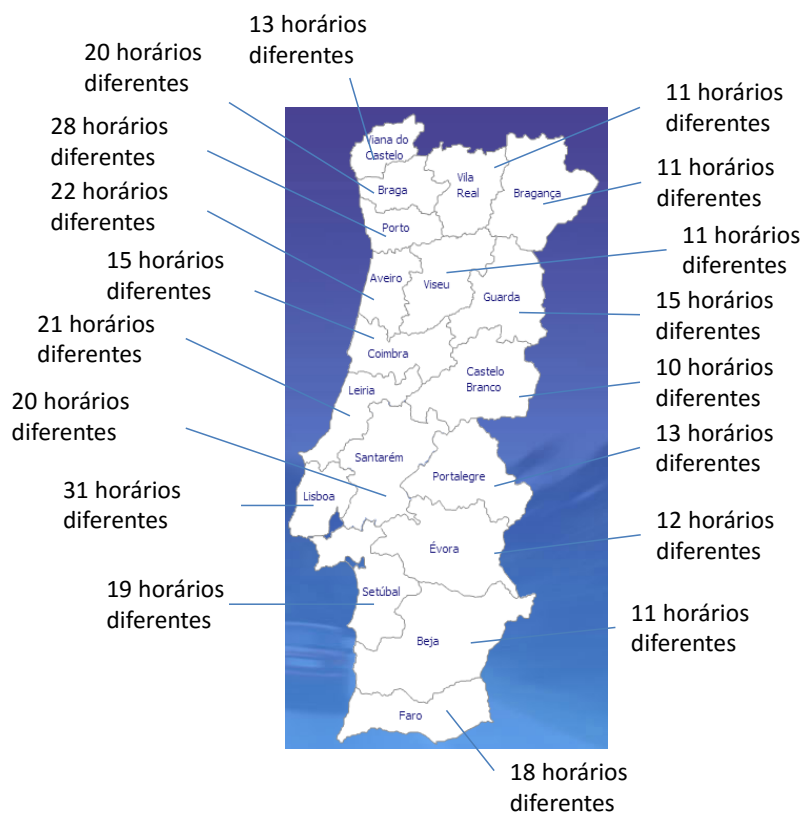 13 horários
diferentes
20 horários
diferentes
28 horários
diferentes
22 horários
diferentes
15 horários
diferentes
21 horários
diferentes
20 horários
diferentes
31 horários
diferentes
19 horários
diferentes
Viana do
Castelo
Braga
Vila
Real
Bragança
Porto
Aveiro
Viseu
Guarda
Coimbra
Castelo
Branco
Leiria
Santarém
Portalegre
Lisboa
Évora
Setúbal
Beja
Faro
11 horários
diferentes
11 horários
diferentes
11 horários
diferentes
15 horários
diferentes
10 horários
diferentes
13 horários
diferentes
12 horários
diferentes
11 horários
diferentes
18 horários
diferentes